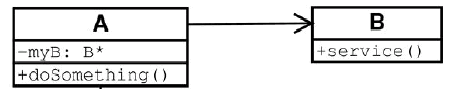 A
-myB: B*
+doSomething()
B
+service()